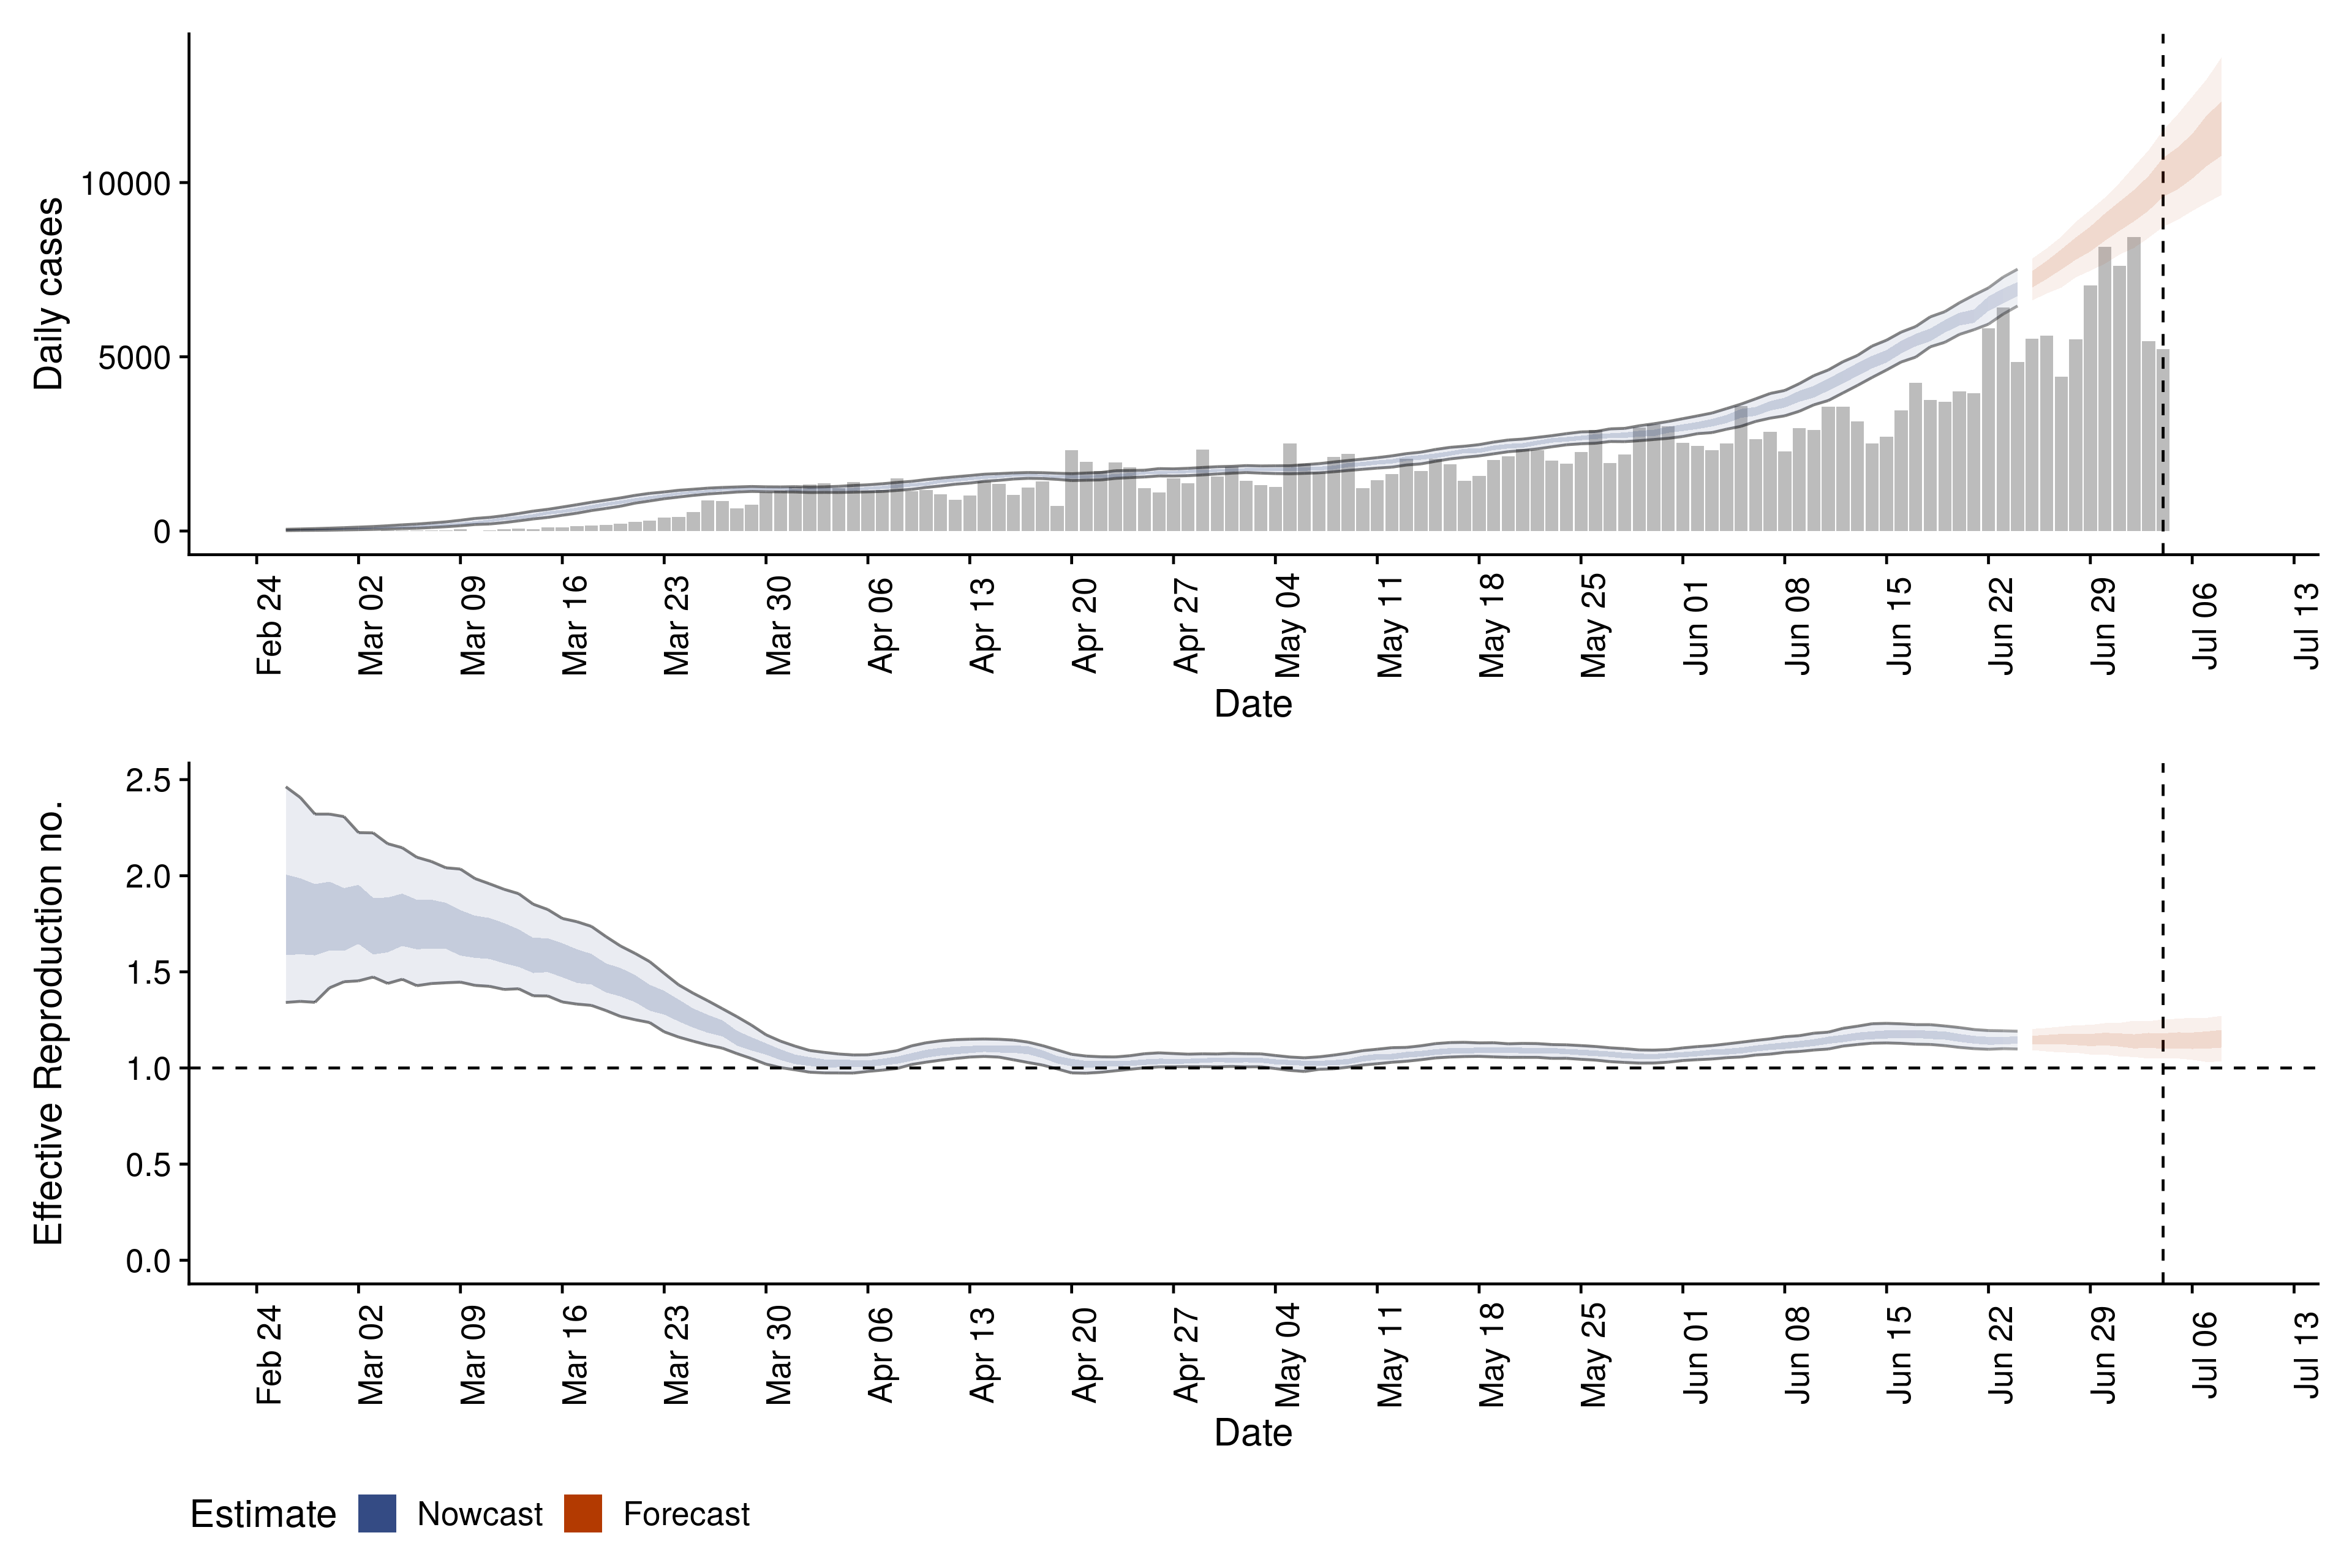 Daily cases
10000
5000
0
Feb 24 Mar 02 Mar 09 Mar 16 Mar 23 Mar 30 Apr 06 Apr 13 Apr 20 Apr 27 May 04 May 11 May 18 May 25 Jun 01 Jun 08 Jun 15 Jun 22 Jun 29 Jul 06 Jul 13
Date
Effective Reproduction no.
2.5
2.0
1.5
1.0
0.5
0.0
Feb 24 Mar 02 Mar 09 Mar 16 Mar 23 Mar 30 Apr 06 Apr 13 Apr 20 Apr 27 May 04 May 11 May 18 May 25 Jun 01 Jun 08 Jun 15 Jun 22 Jun 29 Jul 06 Jul 13
Date
Estimate Nowcast Forecast